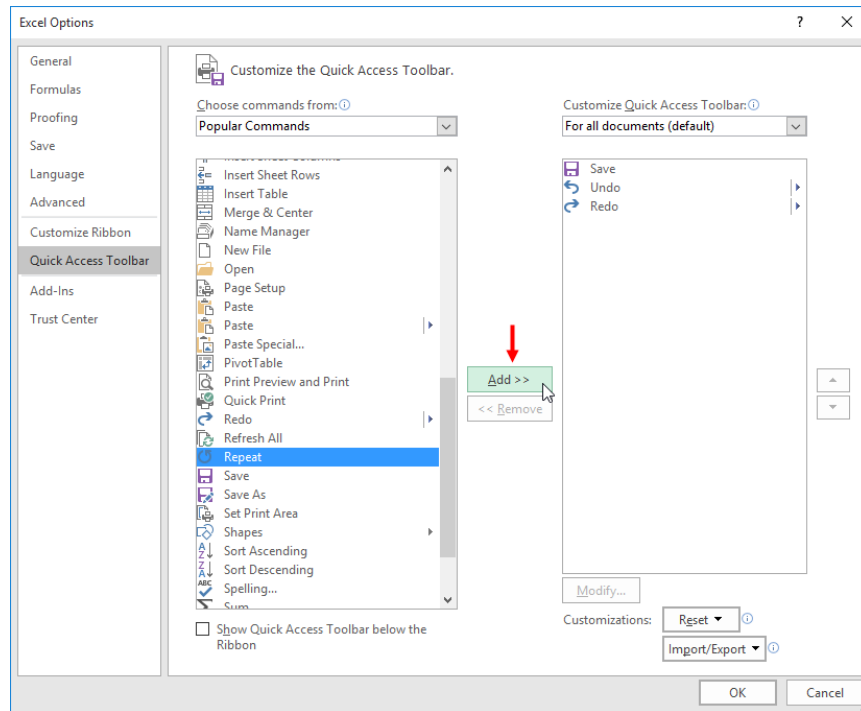 Excel Options
?
General
Formulas
Proofing
Save
Language
Advanced
Customize Ribbon
Quick Access Toolbar
Add-Ins
Trust Center
Customize the Quick Access Toolbar.
Choose commands from:
Popular Commands
Insert Sheet Columns
Insert Sheet Rows
Insert Table
Merge & Center
Name Manager
New File
Open
Page Setup
Paste
Paste
Paste Special...
PivotTable
Print Preview and Print
Quick Print
Redo
Refresh All
Repeat
Save
Save As
Set Print Area
Shapes
Sort Ascending
Sort Descending
Spelling...
Sum
Show Quick Access Toolbar below the
Ribbon
Add >>
<< Remove
Customize Quick Access Toolbar:
For all documents (default)
Save
Undo
Redo
Modify...
Customizations:
Reset
Import/Export
OK
Cancel